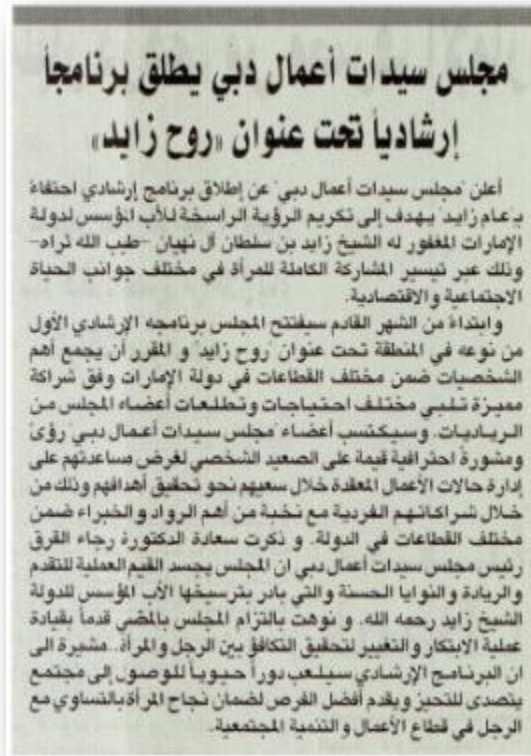 مجلس سيدات أعمال دبي يطلق برنامجاً
إرشادياً تحت عنوان «روح زايد»
أعلن "مجلس سيدات أعمال دبي" عن إطلاق برنامج إرشادي احتفاءً
بـ"عام زايد" يهدف إلى تكريم الرؤية الراسخة للأب المؤسس لدولة
الإمارات المغفور له الشيخ زايد بن سلطان آل نهيان –طيب الله ثراه–
وذلك عبر تيسير المشاركة الكاملة للمرأة في مختلف جوانب الحياة
الاجتماعية والاقتصادية.
وابتداءً من الشهر القادم سيفتتح المجلس برنامجه الإرشادي الأول
من نوعه في المنطقة تحت عنوان "روح زايد" و المقرر أن يجمع أهم
الشخصيات ضمن مختلف القطاعات في دولة الإمارات وفق شراكة
مميزة تلبي مختلف احتياجات وتطلعات أعضاء المجلس من
الرياديات. وسيكتسب أعضاء "مجلس سيدات أعمال دبي" رؤىً
ومشورة احترافية قيمة على الصعيد الشخصي لغرض مساعدتهم على
إدارة حالات الأعمال المعقدة خلال سعيهم نحو تحقيق أهدافهم وذلك من
خلال شراكاتهم الفردية مع نخبة من أهم الرواد و الخبراء ضمن
مختلف القطاعات في الدولة. و ذكرت سعادة الدكتورة رجاء القرق
رئيس مجلس سيدات أعمال دبي ان المجلس يجسد القيم العملية للتقدم
والريادة و النوايا الحسنة والتي بادر بترسيخها الأب المؤسس للدولة
الشيخ زايد رحمه الله. و نوهت بالتزام المجلس بالمضي قدماً بقيادة
عملية الابتكار و التغيير لتحقيق التكافؤ بين الرجل و المرأة.. مشيرة الى
ان البرنامج الإرشادي سيلعب دوراً حيوياً للوصول إلى مجتمع
يتصدى للتحيز ويقدم أفضل الفرص لضمان نجاح المرأة بالتساوي مع
الرجل في قطاع الأعمال و التنمية المجتمعية.